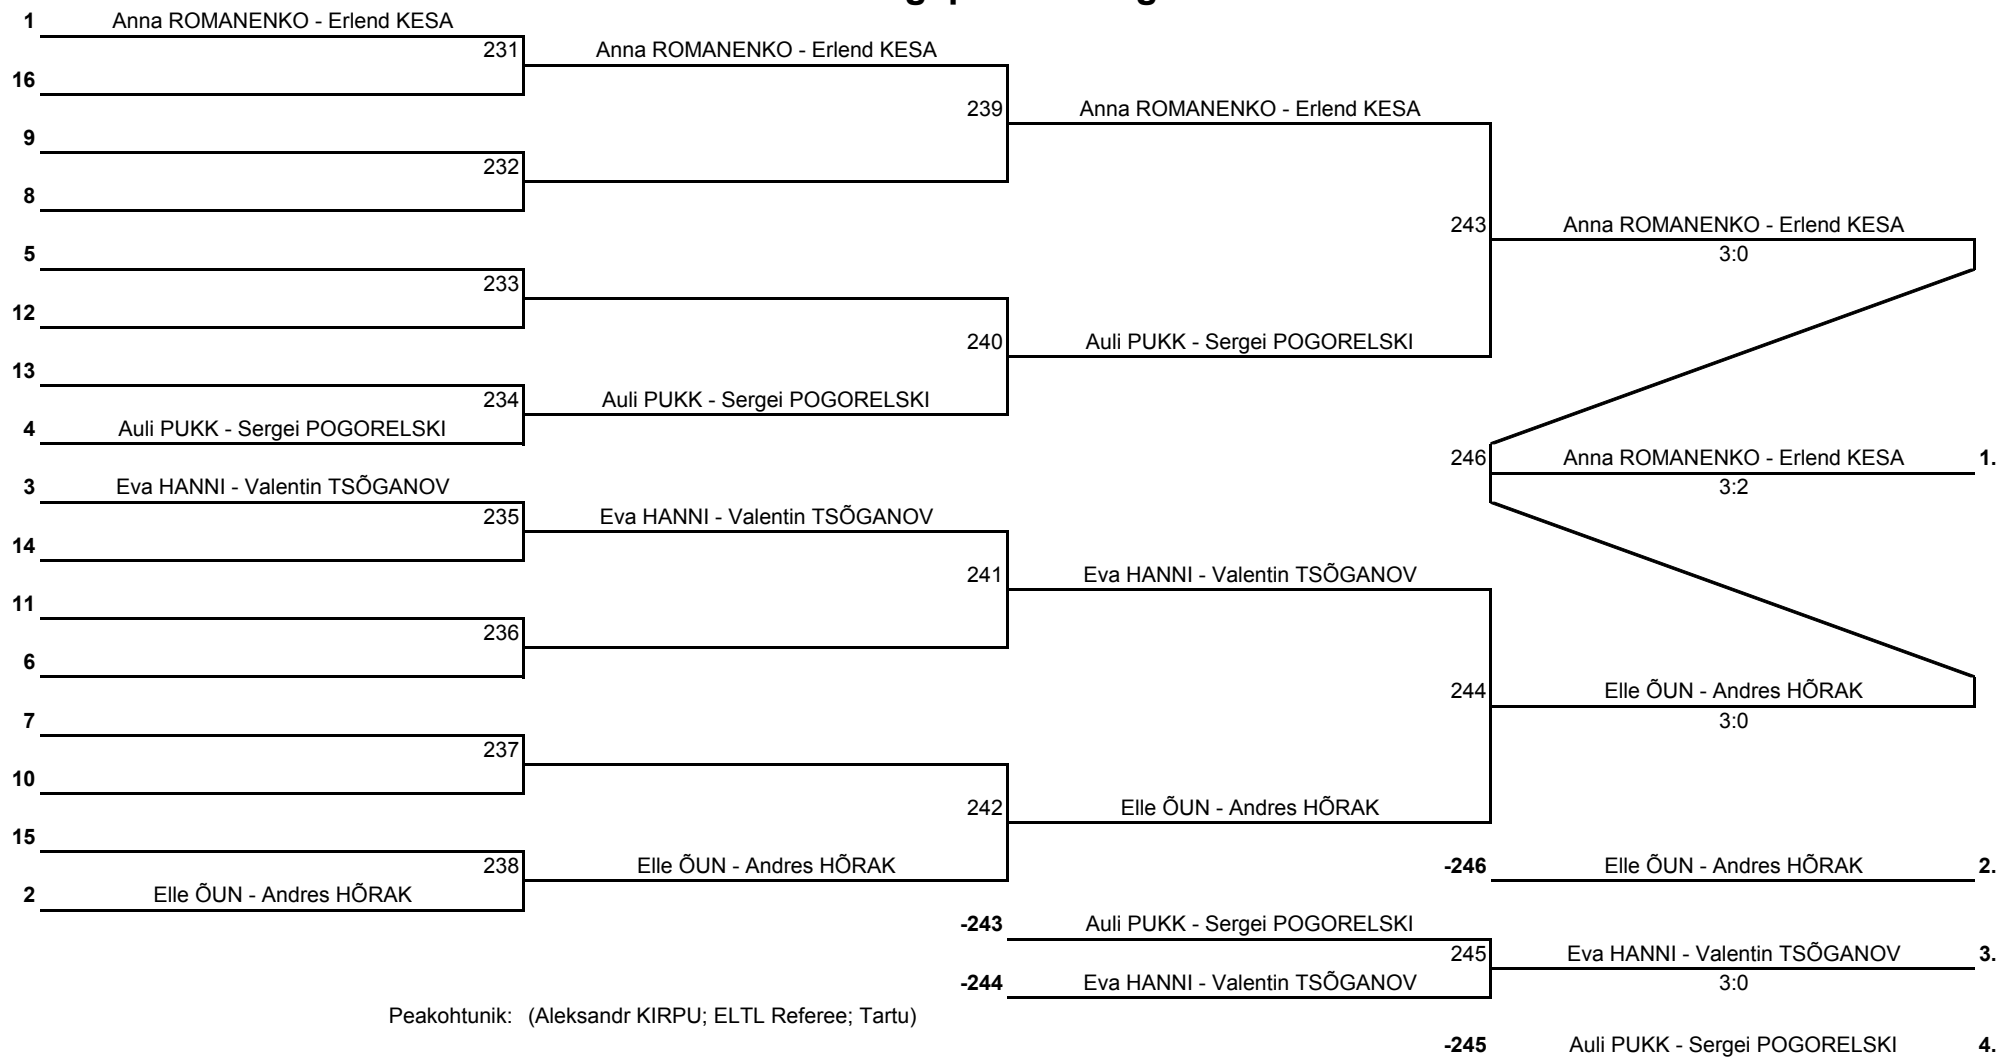 1 Anna ROMANENKO - Erlend KESA
231 Anna ROMANENKO - Erlend KESA
16
239 Anna ROMANENKO - Erlend KESA
9
232
8
243 Anna ROMANENKO - Erlend KESA
3:0
5
233
12
240 Auli PUKK - Sergei POGORELSKI
13
234 Auli PUKK - Sergei POGORELSKI
4 Auli PUKK - Sergei POGORELSKI
246 Anna ROMANENKO - Erlend KESA 1.
3:2
3 Eva HANNI - Valentin TSÕGANOV
235 Eva HANNI - Valentin TSÕGANOV
14
241 Eva HANNI - Valentin TSÕGANOV
11
236
6
244 Elle ÕUN - Andres HÕRAK
3:0
7
237
10
242 Elle ÕUN - Andres HÕRAK
15
238 Elle ÕUN - Andres HÕRAK
2 Elle ÕUN - Andres HÕRAK
-246 Elle ÕUN - Andres HÕRAK 2.
-243 Auli PUKK - Sergei POGORELSKI
245 Eva HANNI - Valentin TSÕGANOV 3.
3:0
-244 Eva HANNI - Valentin TSÕGANOV
Peakohtunik: (Aleksandr KIRPU; ELTL Referee; Tartu)
-245 Auli PUKK - Sergei POGORELSKI 4.